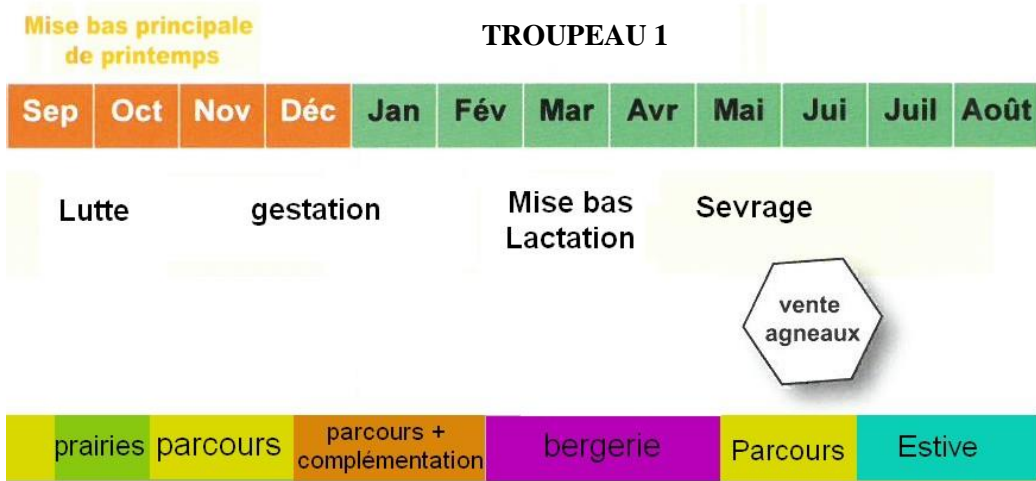 Mise bas principale
de printemps
TROUPEAU 1
Sep Oct Nov Déc Jan Fév Mar Avr Mai Jui Juil Août
Lutte gestation Mise bas Sevrage
Lactation
vente
agneaux
prairies parcours parcours + bergerie Parcours Estive
complémentation